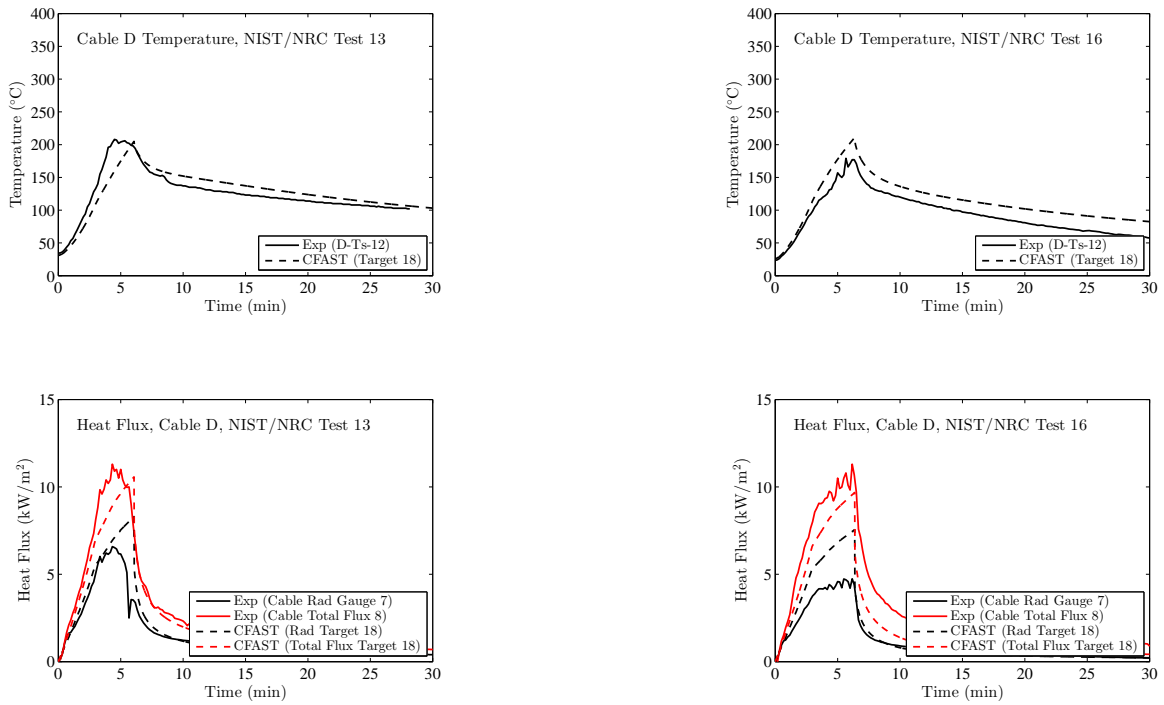 Cable D Temperature, NIST/NRC Test 13
Temperature (°C)
400
350
300
250
200
150
100
50
0
0 5 10 15 20 25 30
Time (min)
Exp (D-Ts-12)
CFAST (Target 18)
Cable D Temperature, NIST/NRC Test 16
Temperature (°C)
400
350
300
250
200
150
100
50
0
0 5 10 15 20 25 30
Time (min)
Exp (D-Ts-12)
CFAST (Target 18)
Heat Flux, Cable D, NIST/NRC Test 13
Heat Flux (kW/m²)
15
10
5
0
0 5 10 15 20 25 30
Time (min)
Exp (Cable Rad Gauge 7)
Exp (Cable Total Flux 8)
CFAST (Rad Target 18)
CFAST (Total Flux Target 18)
Heat Flux, Cable D, NIST/NRC Test 16
Heat Flux (kW/m²)
15
10
5
0
0 5 10 15 20 25 30
Time (min)
Exp (Cable Rad Gauge 7)
Exp (Cable Total Flux 8)
CFAST (Rad Target 18)
CFAST (Total Flux Target 18)